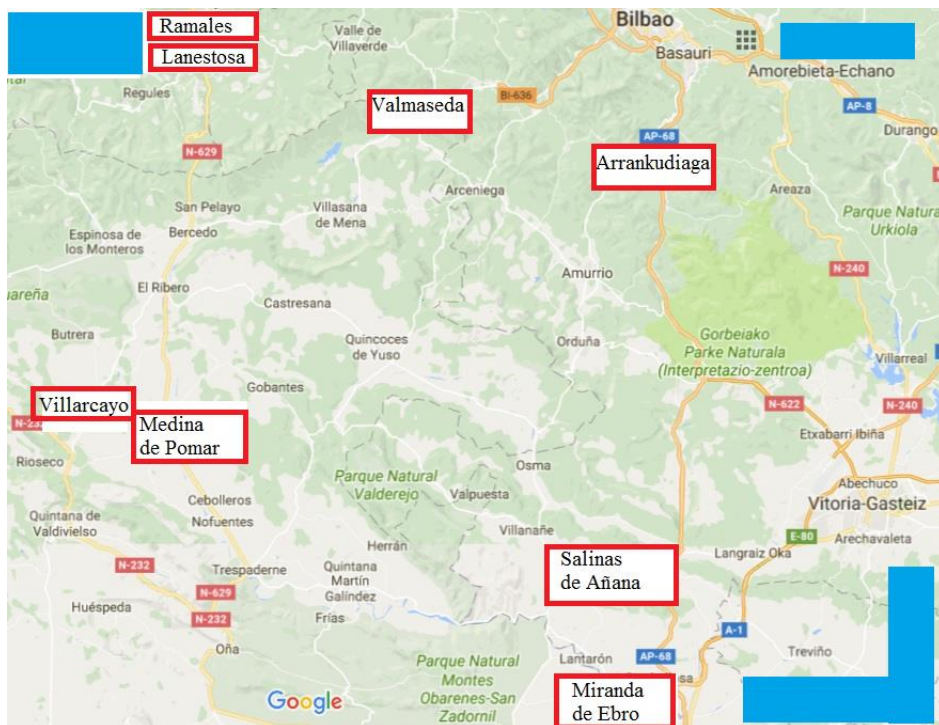 Ramales
Lanestosa
Valle de
Villaverde
Bilbao
Basauri
Amorebieta-Echano
Regules
Valmaseda
BI-636
AP-8
Durango
N-629
AP-68
Arrankudiaga
Arceniega
Areaza
San Pelayo
Bercedo
Villasana
de Mena
Parque Natura
Urkiola
Espinosa de
los Monteros
Amurrio
N-240
uareña
El Ribero
Castresana
Butrera
Quincoces
de Yuso
Orduña
Gorbeiako
Parke Naturala
(Interpretazio-zentroa)
Villarreal
Gobantes
Villarcayo
N-622
N-240
N-232
Medina
de Pomar
Etxabarri Ibiña
Rioseco
Osma
Parque Natural
Valderejo
Valpuesta
Abechuco
Vitoria-Gasteiz
Cebolleros
Nofuentes
Quintana de
Valdivielso
Villanañe
E-80
Arechavaleta
Herrán
Salinas
de Añana
Langraiz Oka
N-232
Trespaderne
Quintana
Martín
Galíndez
N-629
Huéspeda
N-232
Frías
A-1
Oña
Treviño
Lantarón
AP-68
Parque Natural
Montes
Obarenes-San
Zadornil
Google
Miranda
de Ebro